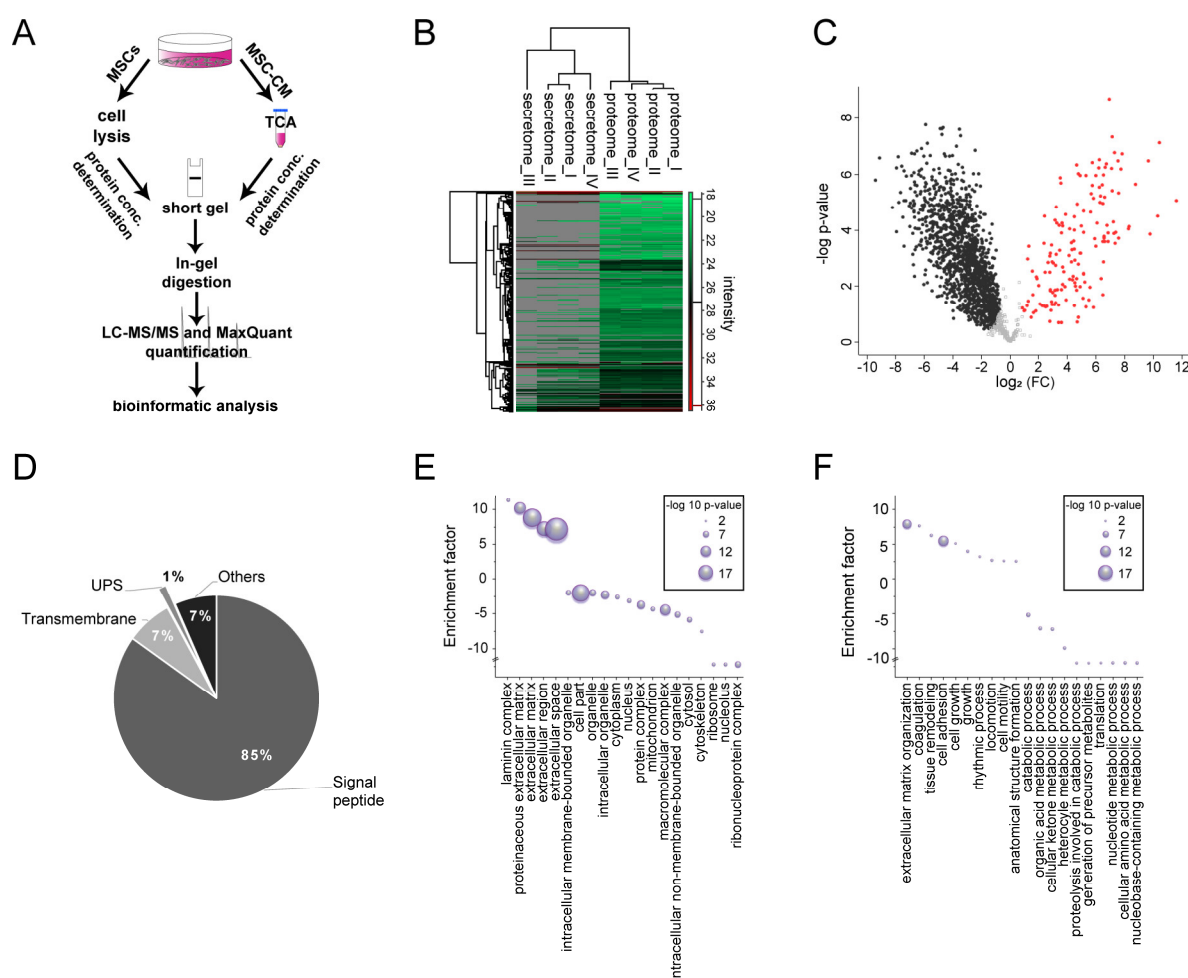 A
MSCs
MSC-CM
cell
lysis
TCA
protein conc.
determination
protein conc.
determination
short gel
In-gel
digestion
LC-MS/MS and MaxQuant
quantification
bioinformatic analysis
B
secretome_III
secretome_II
secretome_I
secretome_IV
proteome_III
proteome_IV
proteome_II
proteome_I
18
20
22
24
26
28
30
32
34
36
intensity
C
-log p-value
8
6
4
2
0
-10 -8 -6 -4 -2 0 2 4 6 8 10 12
log₂ (FC)
D
UPS
1%
Others
7%
Transmembrane
7%
85%
Signal
peptide
E
Enrichment factor
10
5
0
-5
-10
-log 10 p-value
2
7
12
17
laminin complex
proteinaceous extracellular matrix
extracellular matrix
extracellular region
extracellular space
intracellular membrane-bounded organelle
cell part
organelle
intracellular organelle
cytoplasm
nucleus
protein complex
mitochondrion
macromolecular complex
ntracellular non-membrane-bounded organelle
cytosol
cytoskeleton
ribosome
nucleolus
ribonucleoprotein complex
F
Enrichment factor
10
5
0
-5
-10
-log 10 p-value
2
7
12
17
extracellular matrix organization
coagulation
tissue remodeling
cell adhesion
cell growth
growth
rhythmic process
locomotion
cell motility
anatomical structure formation
catabolic process
organic acid metabolic process
cellular ketone metabolic process
heterocycle metabolic process
proteolysis involved in catabolic process
generation of precursor metabolites
translation
nucleotide metabolic process
cellular amino acid metabolic process
nucleobase-containing metabolic process